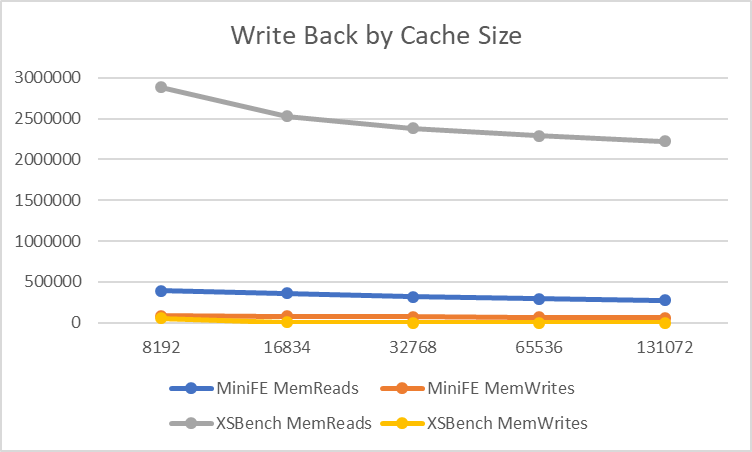 Write Back by Cache Size
3000000
2500000
2000000
1500000
1000000
500000
0
8192 16834 32768 65536 131072
MiniFE MemReads MiniFE MemWrites
XSBench MemReads XSBench MemWrites